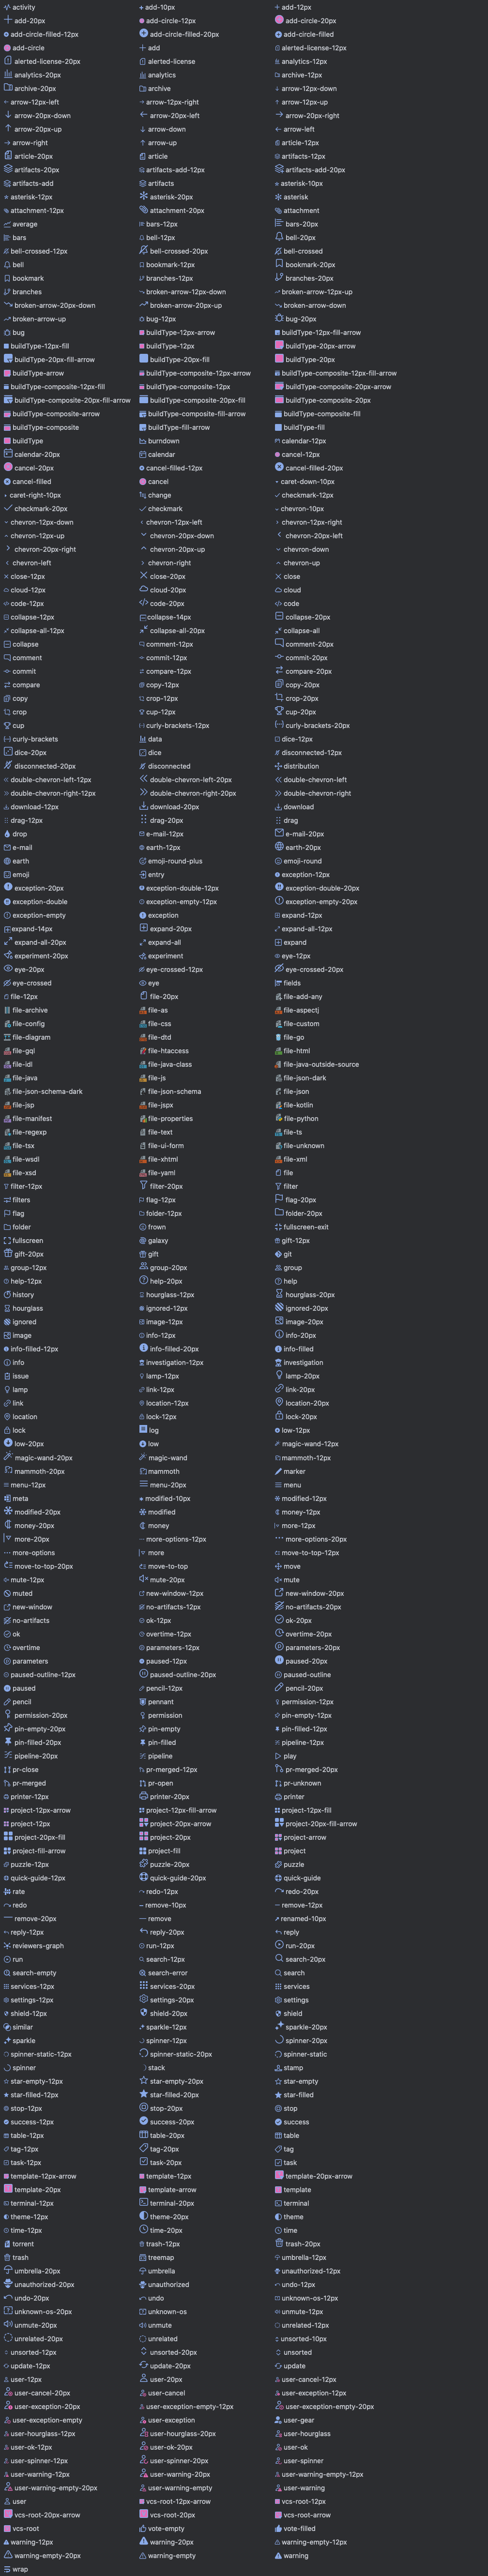 activity add-10px add-12px
add-20px add-circle-12px add-circle-20px
add-circle-filled-12px add-circle-filled-20px add-circle-filled
add-circle add alerted-license-12px
alerted-license-20px alerted-license analytics-12px
analytics-20px analytics archive-12px
archive-20px archive arrow-12px-down
arrow-12px-left arrow-12px-right arrow-12px-up
arrow-20px-down arrow-20px-left arrow-20px-right
arrow-20px-up arrow-down arrow-left
arrow-right arrow-up article-12px
article-20px article artifacts-12px
artifacts-20px artifacts-add-12px artifacts-add-20px
artifacts-add artifacts asterisk-10px
asterisk-12px asterisk-20px asterisk
attachment-12px attachment-20px attachment
average bars-12px bars-20px
bars bell-12px bell-20px
bell-crossed-12px bell-crossed-20px bell-crossed
bell bookmark-12px bookmark-20px
bookmark branches-12px branches-20px
branches broken-arrow-12px-down broken-arrow-12px-up
broken-arrow-20px-down broken-arrow-20px-up broken-arrow-down
broken-arrow-up bug-12px bug-20px
bug buildType-12px-arrow buildType-12px-fill-arrow
buildType-12px-fill buildType-12px buildType-20px-arrow
buildType-20px-fill-arrow buildType-20px-fill buildType-20px
buildType-arrow buildType-composite-12px-arrow buildType-composite-12px-fill-arrow
buildType-composite-12px-fill buildType-composite-12px buildType-composite-20px-arrow
buildType-composite-20px-fill-arrow buildType-composite-20px-fill buildType-composite-20px
buildType-composite-arrow buildType-composite-fill-arrow buildType-composite-fill
buildType-composite buildType-fill-arrow buildType-fill
buildType burndown calendar-12px
calendar-20px calendar cancel-12px
cancel-20px cancel-filled-12px cancel-filled-20px
cancel-filled cancel caret-down-10px
caret-right-10px change checkmark-12px
checkmark-20px checkmark chevron-10px
chevron-12px-down chevron-12px-left chevron-12px-right
chevron-12px-up chevron-20px-down chevron-20px-left
chevron-20px-right chevron-20px-up chevron-down
chevron-left chevron-right chevron-up
close-12px close-20px close
cloud-12px cloud-20px cloud
code-12px code-20px code
collapse-12px collapse-14px collapse-20px
collapse-all-12px collapse-all-20px collapse-all
collapse comment-12px comment-20px
comment commit-12px commit-20px
commit compare-12px compare-20px
compare copy-12px copy-20px
copy crop-12px crop-20px
crop cup-12px cup-20px
cup curly-brackets-12px curly-brackets-20px
curly-brackets data dice-12px
dice-20px dice disconnected-12px
disconnected-20px disconnected distribution
double-chevron-left-12px double-chevron-left-20px double-chevron-left
double-chevron-right-12px double-chevron-right-20px double-chevron-right
download-12px download-20px download
drag-12px drag-20px drag
drop e-mail-12px e-mail-20px
e-mail earth-12px earth-20px
earth emoji-round-plus emoji-round
emoji entry exception-12px
exception-20px exception-double-12px exception-double-20px
exception-double exception-empty-12px exception-empty-20px
exception-empty exception expand-12px
expand-14px expand-20px expand-all-12px
expand-all-20px expand-all expand
experiment-20px experiment eye-12px
eye-20px eye-crossed-12px eye-crossed-20px
eye-crossed eye fields
file-12px file-20px file-add-any
file-archive file-as file-aspectj
file-config file-css file-custom
file-diagram file-dtd file-go
file-gql file-htaccess file-html
file-idl file-java-class file-java-outside-source
file-java file-js file-json-dark
file-json-schema-dark file-json-schema file-json
file-jsp file-jspx file-kotlin
file-manifest file-properties file-python
file-regexp file-text file-ts
file-tsx file-ui-form file-unknown
file-wsdl file-xhtml file-xml
file-xsd file-yaml file
filter-12px filter-20px filter
filters flag-12px flag-20px
flag folder-12px folder-20px
folder frown fullscreen-exit
fullscreen galaxy gift-12px
gift-20px gift git
group-12px group-20px group
help-12px help-20px help
history hourglass-12px hourglass-20px
hourglass ignored-12px ignored-20px
ignored image-12px image-20px
image info-12px info-20px
info-filled-12px info-filled-20px info-filled
info investigation-12px investigation
issue lamp-12px lamp-20px
lamp link-12px link-20px
link location-12px location-20px
location lock-12px lock-20px
lock log low-12px
low-20px low magic-wand-12px
magic-wand-20px magic-wand mammoth-12px
mammoth-20px mammoth marker
menu-12px menu-20px menu
meta modified-10px modified-12px
modified-20px modified money-12px
money-20px money more-12px
more-20px more-options-12px more-options-20px
more-options more move-to-top-12px
move-to-top-20px move-to-top move
mute-12px mute-20px mute
muted new-window-12px new-window-20px
new-window no-artifacts-12px no-artifacts-20px
no-artifacts ok-12px ok-20px
ok overtime-12px overtime-20px
overtime parameters-12px parameters-20px
parameters paused-12px paused-20px
paused-outline-12px paused-outline-20px paused-outline
paused pencil-12px pencil-20px
pencil pennant permission-12px
permission-20px permission pin-empty-12px
pin-empty-20px pin-empty pin-filled-12px
pin-filled-20px pin-filled pipeline-12px
pipeline-20px pipeline play
pr-close pr-merged-12px pr-merged-20px
pr-merged pr-open pr-unknown
printer-12px printer-20px printer
project-12px-arrow project-12px-fill-arrow project-12px-fill
project-12px project-20px-arrow project-20px-fill-arrow
project-20px-fill project-20px project-arrow
project-fill-arrow project-fill project
puzzle-12px puzzle-20px puzzle
quick-guide-12px quick-guide-20px quick-guide
rate redo-12px redo-20px
redo remove-10px remove-12px
remove-20px remove renamed-10px
reply-12px reply-20px reply
reviewers-graph run-12px run-20px
run search-12px search-20px
search-empty search-error search
services-12px services-20px services
settings-12px settings-20px settings
shield-12px shield-20px shield
similar sparkle-12px sparkle-20px
sparkle spinner-12px spinner-20px
spinner-static-12px spinner-static-20px spinner-static
spinner stack stamp
star-empty-12px star-empty-20px star-empty
star-filled-12px star-filled-20px star-filled
stop-12px stop-20px stop
success-12px success-20px success
table-12px table-20px table
tag-12px tag-20px tag
task-12px task-20px task
template-12px-arrow template-12px template-20px-arrow
template-20px template-arrow template
terminal-12px terminal-20px terminal
theme-12px theme-20px theme
time-12px time-20px time
torrent trash-12px trash-20px
trash treemap umbrella-12px
umbrella-20px umbrella unauthorized-12px
unauthorized-20px unauthorized undo-12px
undo-20px undo unknown-os-12px
unknown-os-20px unknown-os unmute-12px
unmute-20px unmute unrelated-12px
unrelated-20px unrelated unsorted-10px
unsorted-12px unsorted-20px unsorted
update-12px update-20px update
user-12px user-20px user-cancel-12px
user-cancel-20px user-cancel user-exception-12px
user-exception-20px user-exception-empty-12px user-exception-empty-20px
user-exception-empty user-exception user-gear
user-hourglass-12px user-hourglass-20px user-hourglass
user-ok-12px user-ok-20px user-ok
user-spinner-12px user-spinner-20px user-spinner
user-warning-12px user-warning-20px user-warning-empty-12px
user-warning-empty-20px user-warning-empty user-warning
user vcs-root-12px-arrow vcs-root-12px
vcs-root-20px-arrow vcs-root-20px vcs-root-arrow
vcs-root vote-empty vote-filled
warning-12px warning-20px warning-empty-12px
warning-empty-20px warning-empty warning
wrap